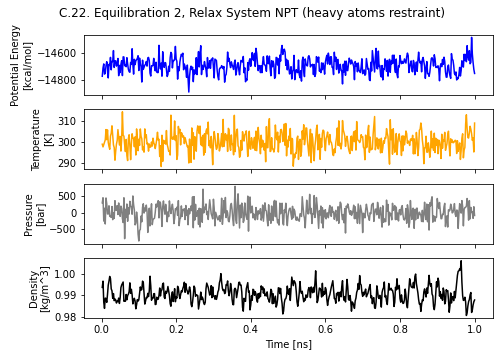 C.22. Equilibration 2, Relax System NPT (heavy atoms restraint)
Potential Energy
[kcal/mol]
−14600
−14800
Temperature
[K]
310
300
290
Pressure
[bar]
500
0
−500
Density
[kg/m^3]
1.00
0.99
0.98
0.0 0.2 0.4 0.6 0.8 1.0
Time [ns]